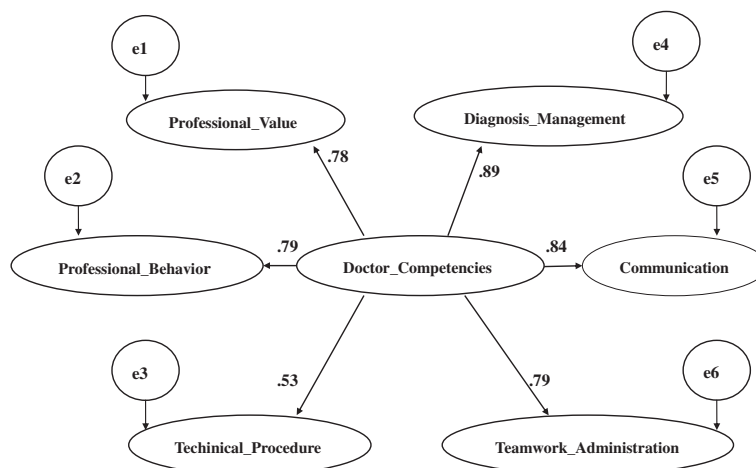 e1
e4
Professional_Value
Diagnosis_Management
.78
.89
e2
e5
.79
.84
Professional_Behavior
Doctor_Competencies
Communication
e3
.53
.79
e6
Techinical_Procedure
Teamwork_Administration